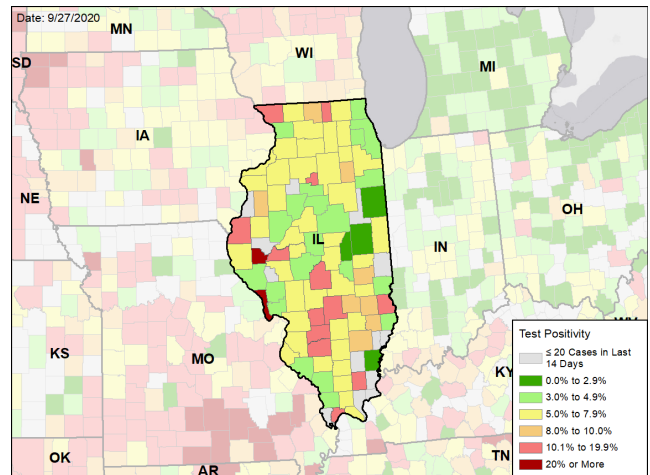 Date: 9/27/2020
MN
SD
WI
MI
IA
NE
IL
IN
OH
KS
MO
KY
OK
AR
TN
Test Positivity
≤ 20 Cases in Last
14 Days
0.0% to 2.9%
3.0% to 4.9%
5.0% to 7.9%
8.0% to 10.0%
10.1% to 19.9%
20% or More